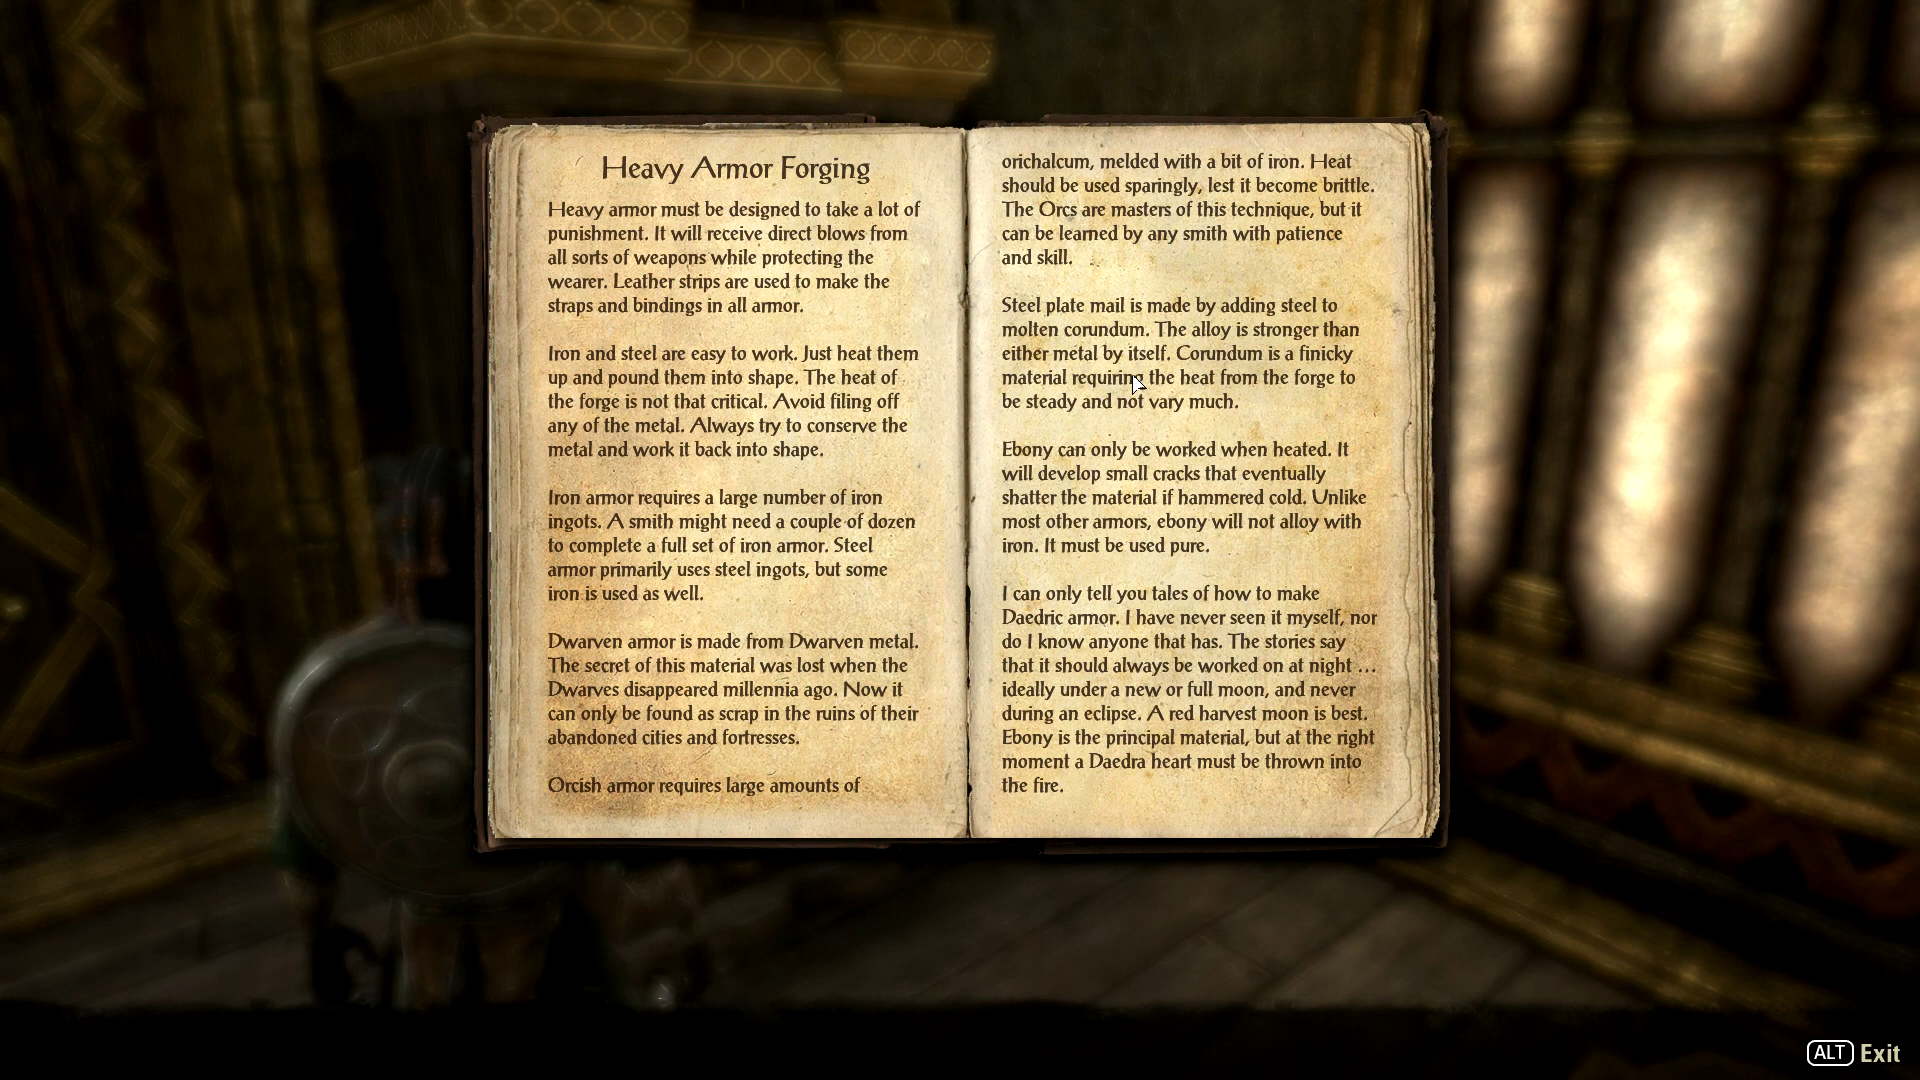 Heavy Armor Forging
Heavy armor must be designed to take a lot of
punishment. It will receive direct blows from
all sorts of weapons while protecting the
wearer. Leather strips are used to make the
straps and bindings in all armor.
Iron and steel are easy to work. Just heat them
up and pound them into shape. The heat of
the forge is not that critical. Avoid filing off
any of the metal. Always try to conserve the
metal and work it back into shape.
Iron armor requires a large number of iron
ingots. A smith might need a couple of dozen
to complete a full set of iron armor. Steel
armor primarily uses steel ingots, but some
iron is used as well.
Dwarven armor is made from Dwarven metal.
The secret of this material was lost when the
Dwarves disappeared millennia ago. Now it
can only be found as scrap in the ruins of their
abandoned cities and fortresses.
Orcish armor requires large amounts of
orichalcum, melded with a bit of iron. Heat
should be used sparingly, lest it become brittle.
The Orcs are masters of this technique, but it
can be learned by any smith with patience
and skill.
Steel plate mail is made by adding steel to
molten corundum. The alloy is stronger than
either metal by itself. Corundum is a finicky
material requiring the heat from the forge to
be steady and not vary much.
Ebony can only be worked when heated. It
will develop small cracks that eventually
shatter the material if hammered cold. Unlike
most other armors, ebony will not alloy with
iron. It must be used pure.
I can only tell you tales of how to make
Daedric armor. I have never seen it myself, nor
do I know anyone that has. The stories say
that it should always be worked on at night …
ideally under a new or full moon, and never
during an eclipse. A red harvest moon is best.
Ebony is the principal material, but at the right
moment a Daedra heart must be thrown into
the fire.
ALT Exit